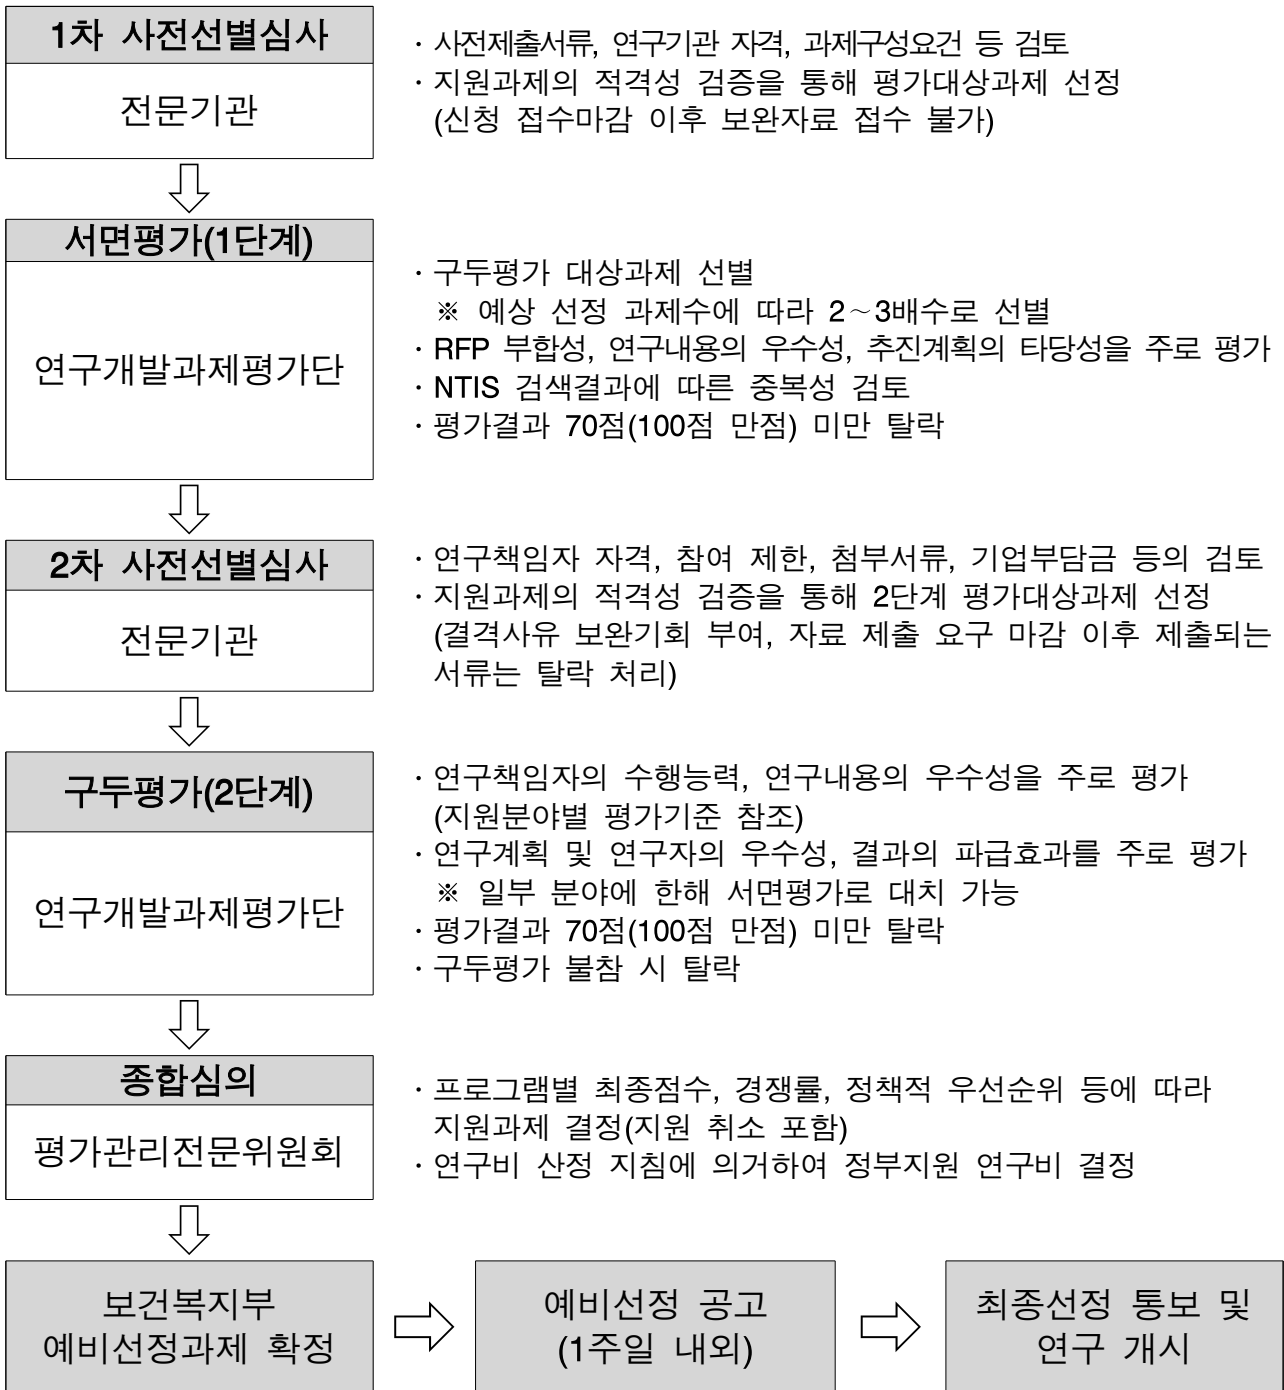 1차 사전선별심사
전문기관
· 사전제출서류, 연구기관 자격, 과제구성요건 등 검토
· 지원과제의 적격성 검증을 통해 평가대상과제 선정
(신청 접수마감 이후 보완자료 접수 불가)
서면평가(1단계)
연구개발과제평가단
· 구두평가 대상과제 선별
※ 예상 선정 과제수에 따라 2～3배수로 선별
· RFP 부합성, 연구내용의 우수성, 추진계획의 타당성을 주로 평가
· NTIS 검색결과에 따른 중복성 검토
· 평가결과 70점(100점 만점) 미만 탈락
2차 사전선별심사
전문기관
· 연구책임자 자격, 참여 제한, 첨부서류, 기업부담금 등의 검토
· 지원과제의 적격성 검증을 통해 2단계 평가대상과제 선정
(결격사유 보완기회 부여, 자료 제출 요구 마감 이후 제출되는
서류는 탈락 처리)
구두평가(2단계)
연구개발과제평가단
· 연구책임자의 수행능력, 연구내용의 우수성을 주로 평가
(지원분야별 평가기준 참조)
· 연구계획 및 연구자의 우수성, 결과의 파급효과를 주로 평가
※ 일부 분야에 한해 서면평가로 대치 가능
· 평가결과 70점(100점 만점) 미만 탈락
· 구두평가 불참 시 탈락
종합심의
평가관리전문위원회
· 프로그램별 최종점수, 경쟁률, 정책적 우선순위 등에 따라
지원과제 결정(지원 취소 포함)
· 연구비 산정 지침에 의거하여 정부지원 연구비 결정
보건복지부
예비선정과제 확정
예비선정 공고
(1주일 내외)
최종선정 통보 및
연구 개시